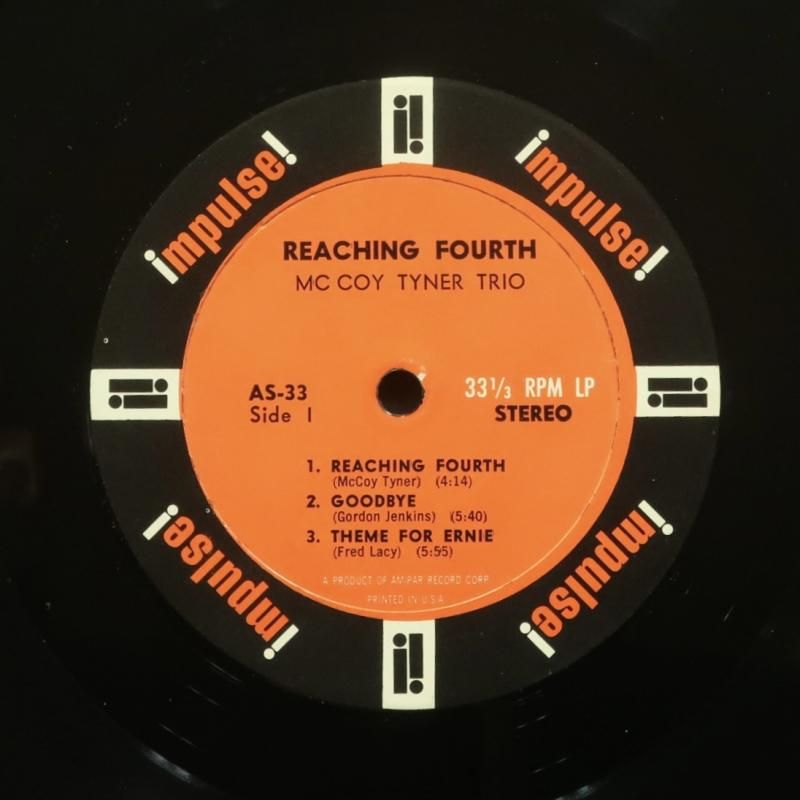 impulse!
impulse!
REACHING FOURTH
MC COY TYNER TRIO
AS-33
Side 1
33 1/3 RPM LP
STEREO
1. REACHING FOURTH
(McCoy Tyner) (4:14)
2. GOODBYE
(Gordon Jenkins) (5:40)
3. THEME FOR ERNIE
(Fred Lacy) (5:55)
A PRODUCT OF AM-PAR RECORD CORP.
PRINTED IN U.S.A.
impulse!
impulse!